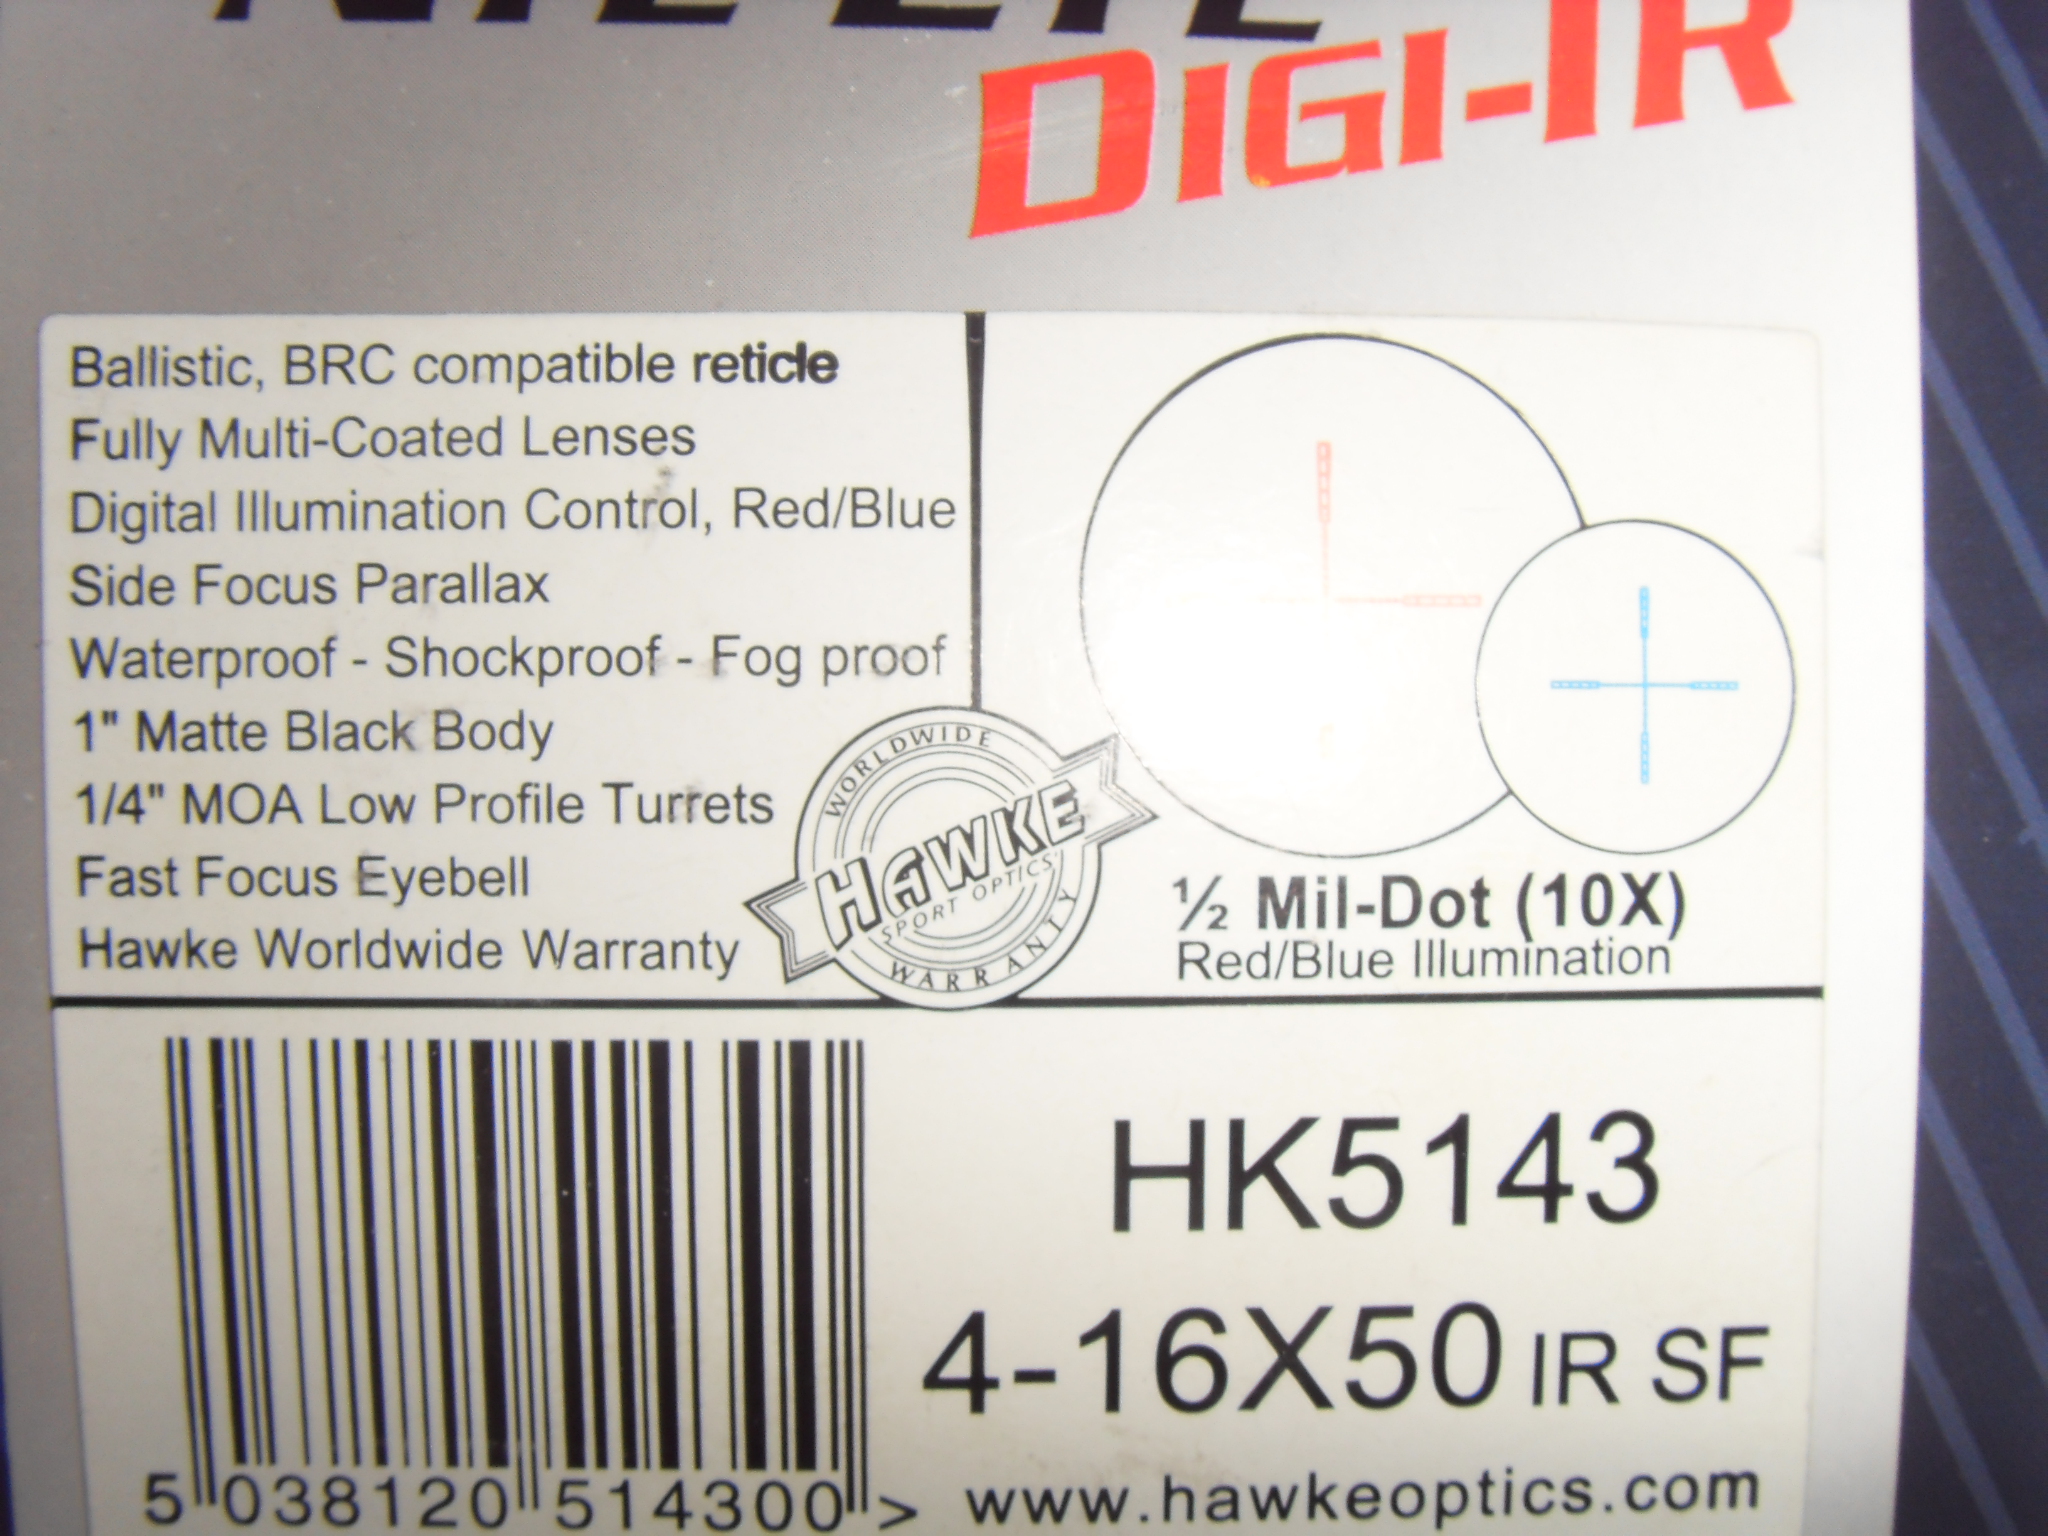 DIGI-IR
Ballistic, BRC compatible reticle
Fully Multi-Coated Lenses
Digital Illumination Control, Red/Blue
Side Focus Parallax
Waterproof - Shockproof - Fog proof
1" Matte Black Body
1/4" MOA Low Profile Turrets
Fast Focus Eyebell
Hawke Worldwide Warranty
WORLDWIDE
HAWKE
SPORT OPTICS
WARRANTY
½ Mil-Dot (10X)
Red/Blue Illumination
HK5143
4-16X50 IR SF
5 038120 514300 >
www.hawkeoptics.com